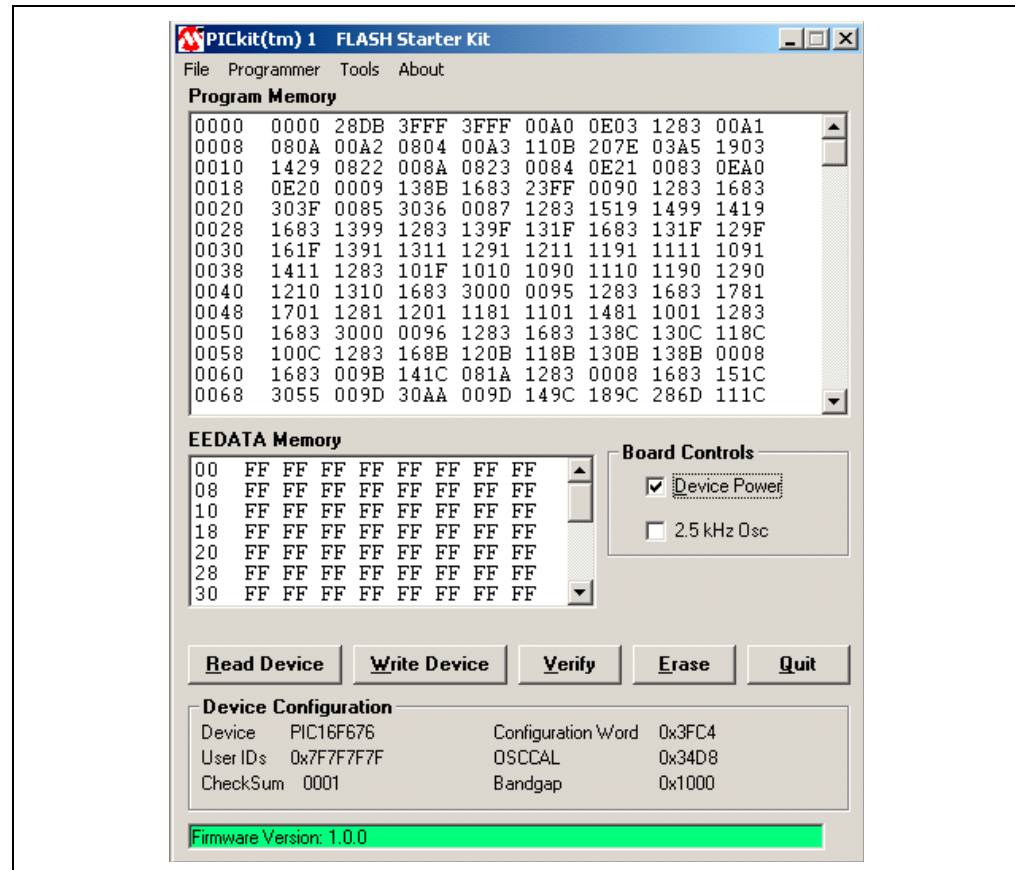 PICkit(tm) 1 FLASH Starter Kit
File Programmer Tools About
Program Memory
0000 0000 28DB 3FFF 3FFF 00A0 0E03 1283 00A1
0008 080A 00A2 0804 00A3 110B 207E 03A5 1903
0010 1429 0822 008A 0823 0084 0E21 0083 0EA0
0018 0E20 0009 138B 1683 23FF 0090 1283 1683
0020 303F 0085 3036 0087 1283 1519 1499 1419
0028 1683 1399 1283 139F 131F 1683 131F 129F
0030 161F 1391 1311 1291 1211 1191 1111 1091
0038 1411 1283 101F 1010 1090 1110 1190 1290
0040 1210 1310 1683 3000 0095 1283 1683 1781
0048 1701 1281 1201 1181 1101 1481 1001 1283
0050 1683 3000 0096 1283 1683 138C 130C 118C
0058 100C 1283 168B 120B 118B 130B 138B 0008
0060 1683 009B 141C 081A 1283 0008 1683 151C
0068 3055 009D 30AA 009D 149C 189C 286D 111C
EEDATA Memory
00 FF FF FF FF FF FF FF FF
08 FF FF FF FF FF FF FF FF
10 FF FF FF FF FF FF FF FF
18 FF FF FF FF FF FF FF FF
20 FF FF FF FF FF FF FF FF
28 FF FF FF FF FF FF FF FF
30 FF FF FF FF FF FF FF FF
Board Controls
Device Power
2.5 kHz Osc
Read Device Write Device Verify Erase Quit
Device Configuration
Device PIC16F676 Configuration Word 0x3FC4
User IDs 0x7F7F7F7F OSCCAL 0x34D8
CheckSum 0001 Bandgap 0x1000
Firmware Version: 1.0.0